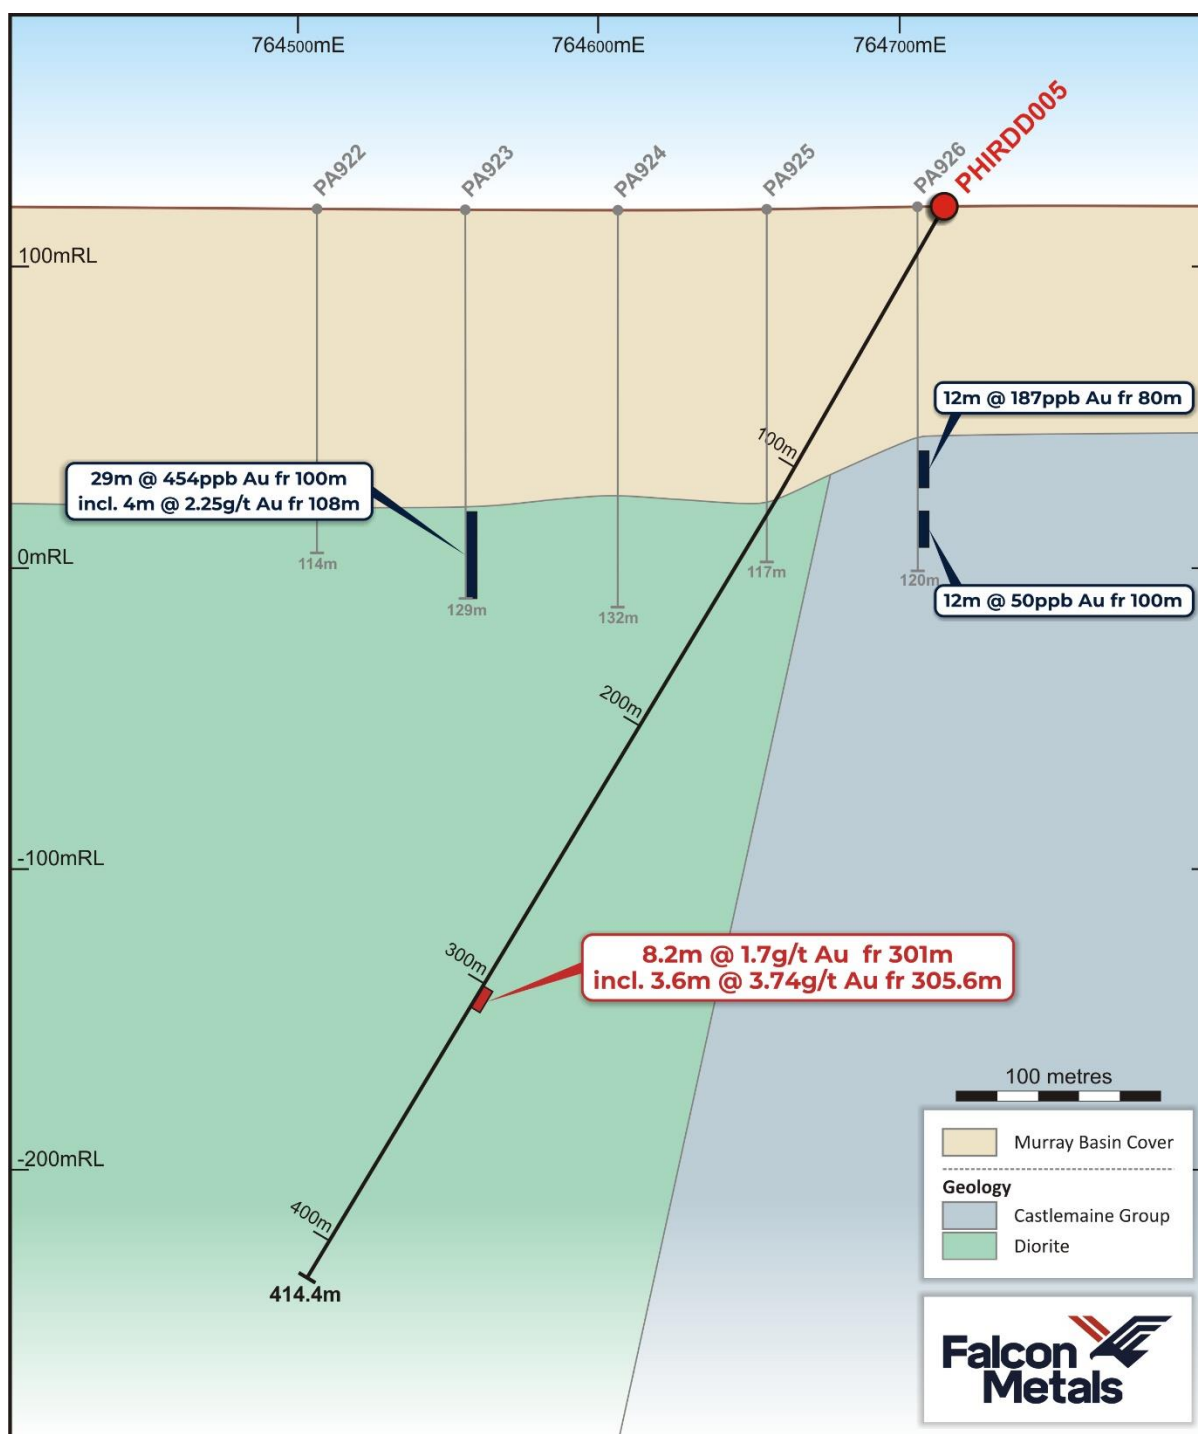 764500mE
764600mE
764700mE
PA922
PA923
PA924
PA925
PA926
PHIRDD005
100mRL
12m @ 187ppb Au fr 80m
100m
29m @ 454ppb Au fr 100m
incl. 4m @ 2.25g/t Au fr 108m
0mRL
114m
129m
132m
117m
120m
12m @ 50ppb Au fr 100m
200m
-100mRL
300m
8.2m @ 1.7g/t Au fr 301m
incl. 3.6m @ 3.74g/t Au fr 305.6m
100 metres
Murray Basin Cover
Geology
Castlemaine Group
Diorite
-200mRL
400m
414.4m
Falcon
Metals